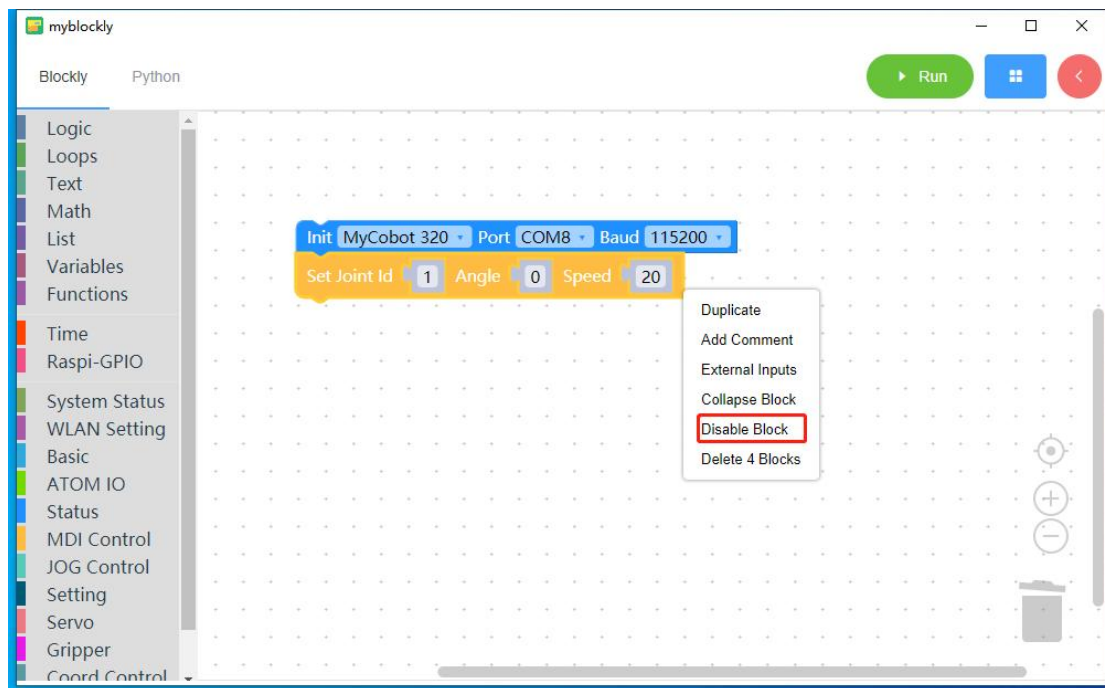 myblockly
Blockly Python
Run
Logic
Loops
Text
Math
List
Variables
Functions
Time
Raspi-GPIO
System Status
WLAN Setting
Basic
ATOM IO
Status
MDI Control
JOG Control
Setting
Servo
Gripper
Coord Control
Init MyCobot 320 Port COM8 Baud 115200
Set Joint Id 1 Angle 0 Speed 20
Duplicate
Add Comment
External Inputs
Collapse Block
Disable Block
Delete 4 Blocks